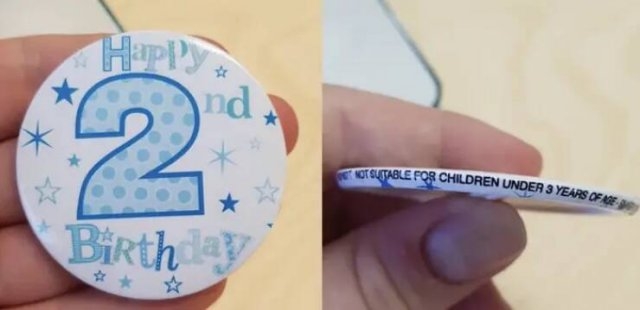 Happy
2nd
Birthday
NOT SUITABLE FOR CHILDREN UNDER 3 YEARS OF AGE